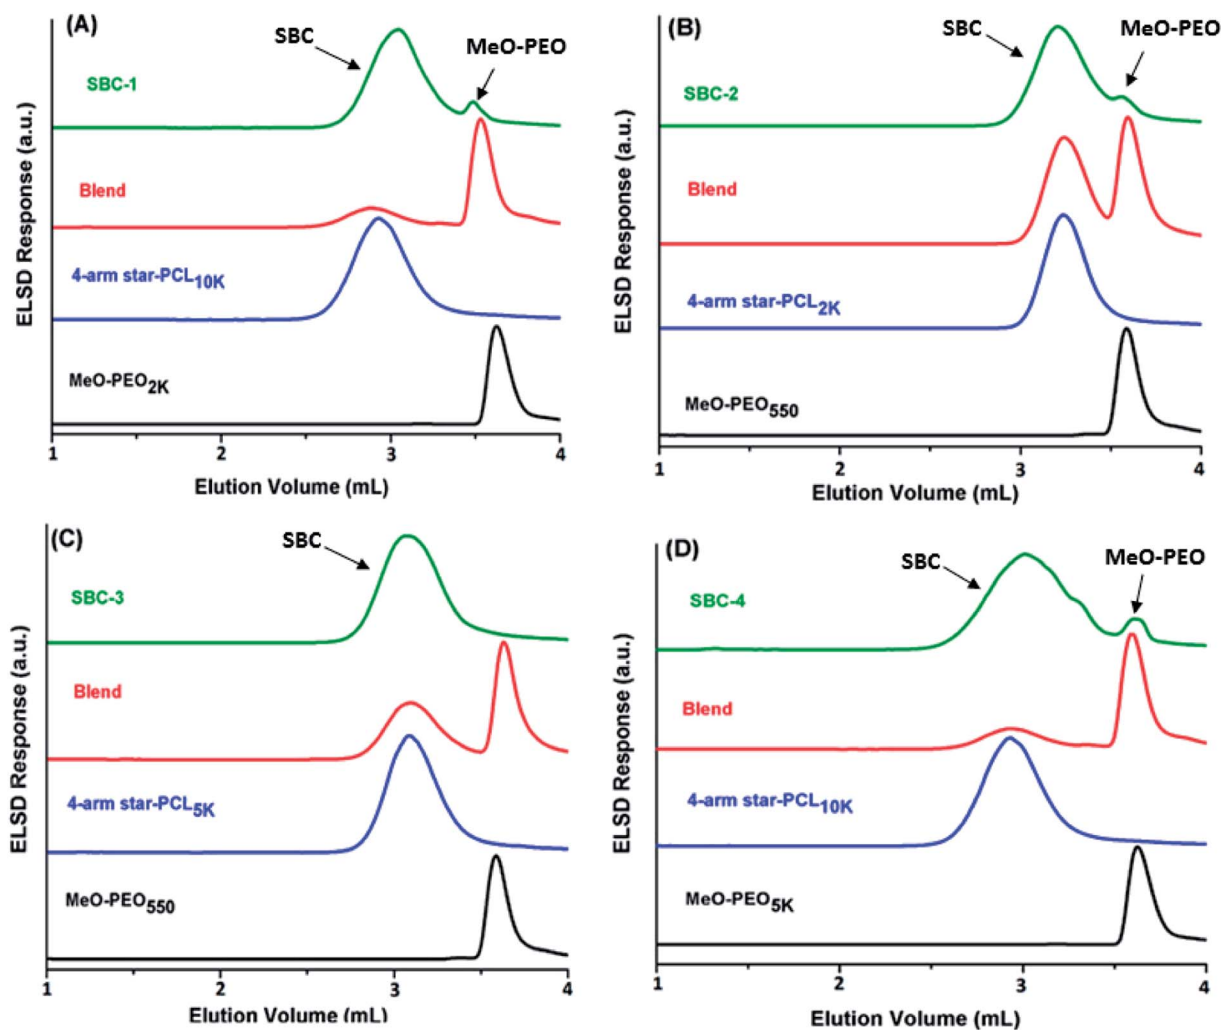 (A)
SBC
MeO-PEO
SBC-1
Blend
4-arm star-PCL10K
MeO-PEO2K
ELSD Response (a.u.)
1 2 3 4
Elution Volume (mL)
(B)
SBC
MeO-PEO
SBC-2
Blend
4-arm star-PCL2K
MeO-PEO550
ELSD Response (a.u.)
1 2 3 4
Elution Volume (mL)
(C)
SBC
SBC-3
Blend
4-arm star-PCL5K
MeO-PEO550
ELSD Response (a.u.)
1 2 3 4
Elution Volume (mL)
(D)
SBC
MeO-PEO
SBC-4
Blend
4-arm star-PCL10K
MeO-PEO5K
ELSD Response (a.u.)
1 2 3 4
Elution Volume (mL)